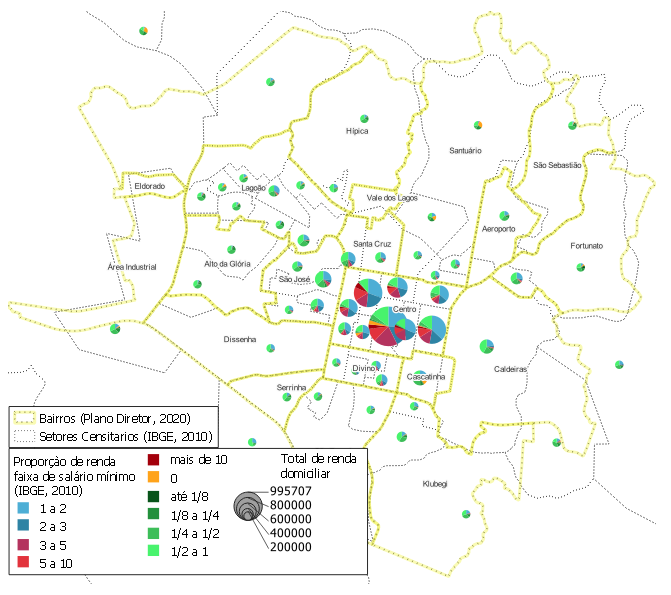 Hípica
Santuário
São Sebastião
Eldorado
Lagoão
Vale dos Lagos
Aeroporto
Santa Cruz
Fortunato
Área Industrial
Alto da Glória
São José
Centro
Dissenha
Divino
Cascatinha
Caldeiras
Serrinha
Klubegi
Bairros (Plano Diretor, 2020)
Setores Censitarios (IBGE, 2010)
Proporção de renda
faixa de salário mínimo
(IBGE, 2010)
1 a 2
2 a 3
3 a 5
5 a 10
mais de 10
0
até 1/8
1/8 a 1/4
1/4 a 1/2
1/2 a 1
Total de renda
domiciliar
995707
800000
600000
400000
200000